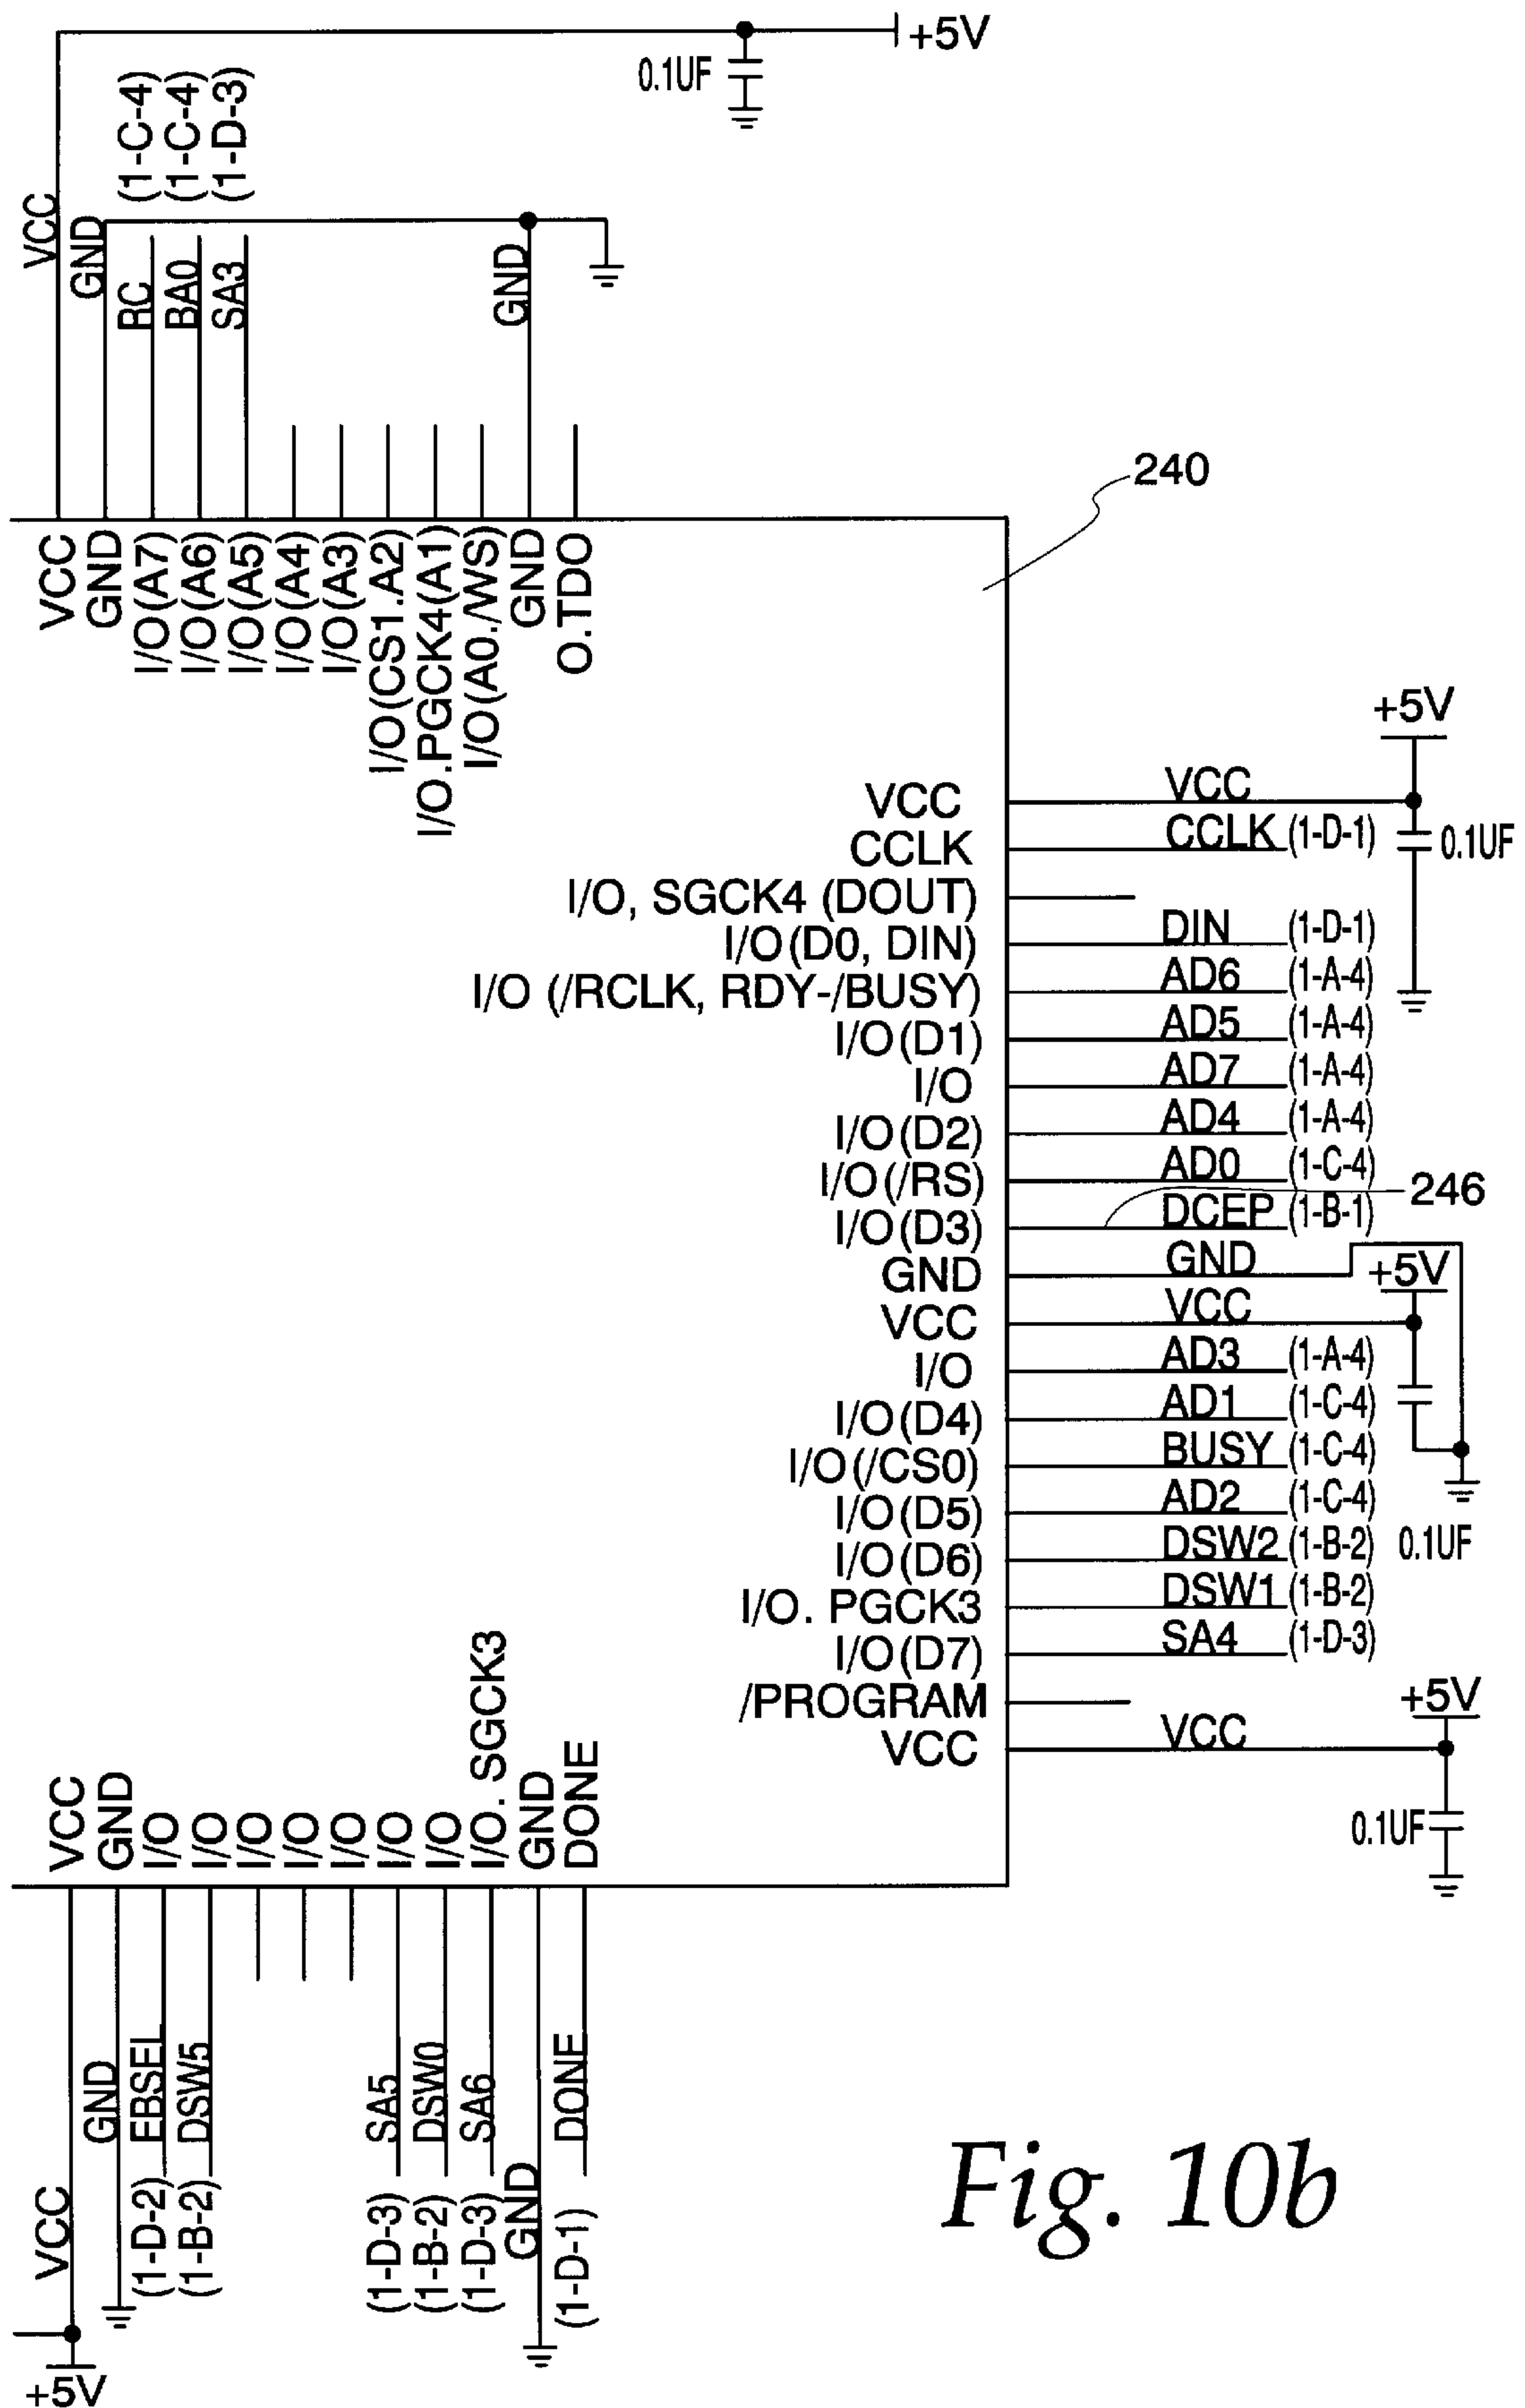 +5V
0.1UF
(1-C-4)
(1-C-4)
(1-D-3)
VCC
GND
RC
BA0
SA3
GND
240
VCC
GND
I/O(A7)
I/O(A6)
I/O(A5)
I/O(A4)
I/O(A3)
I/O(CS1.A2)
I/O.PGCK4(A1)
I/O(A0./WS)
GND
O.TDO
+5V
VCC VCC
CCLK CCLK (1-D-1) 0.1UF
I/O, SGCK4 (DOUT)
I/O(D0, DIN) DIN (1-D-1)
I/O (/RCLK, RDY-/BUSY) AD6 (1-A-4)
I/O(D1) AD5 (1-A-4)
I/O AD7 (1-A-4)
I/O(D2) AD4 (1-A-4)
I/O(/RS) AD0 (1-C-4)
246
I/O(D3) DCEP (1-B-1)
GND GND
+5V
VCC VCC
I/O AD3 (1-A-4)
I/O(D4) AD1 (1-C-4)
I/O(/CS0) BUSY (1-C-4)
I/O(D5) AD2 (1-C-4)
I/O(D6) DSW2 (1-B-2) 0.1UF
I/O. PGCK3 DSW1 (1-B-2)
I/O(D7) SA4 (1-D-3)
/PROGRAM
+5V
VCC VCC
0.1UF
VCC
GND
I/O
I/O
I/O
I/O
I/O
I/O
I/O
I/O. SGCK3
GND
DONE
VCC
GND
(1-D-2) EBSEL
(1-B-2) DSW5
(1-D-3) SA5
(1-B-2) DSW0
(1-D-3) SA6
GND
(1-D-1) DONE
+5V
Fig. 10b